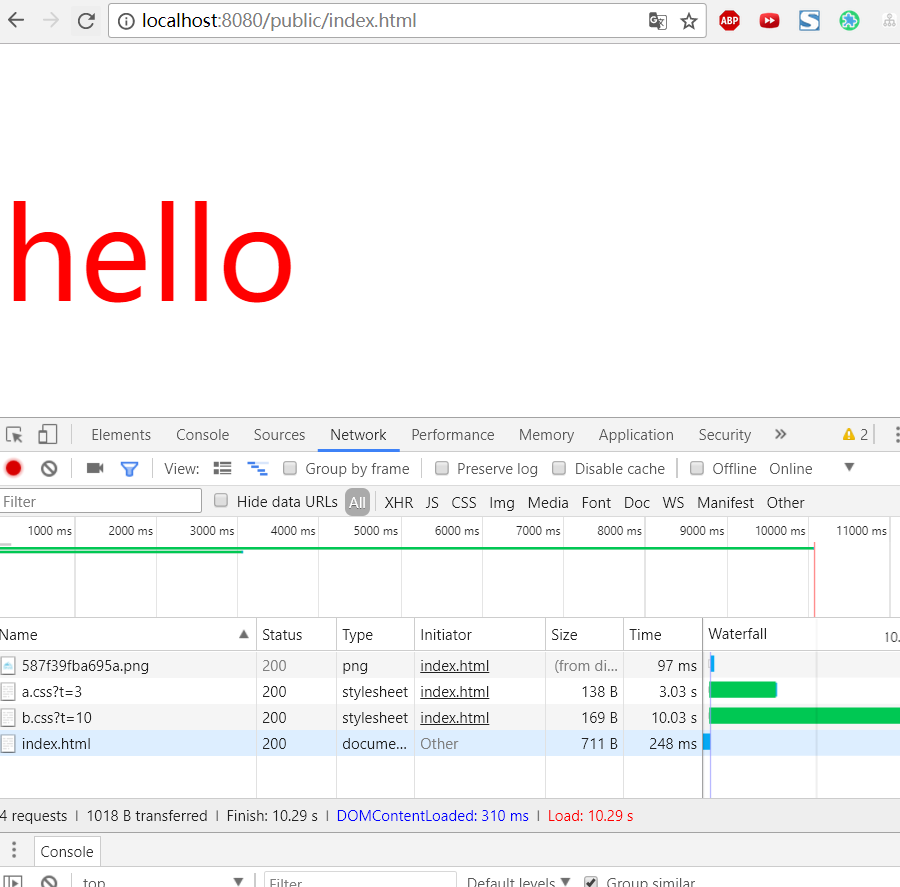 localhost:8080/public/index.html
ABP
hello
Elements Console Sources Network Performance Memory Application Security » 2
View: Group by frame Preserve log Disable cache Offline Online
Filter Hide data URLs All XHR JS CSS Img Media Font Doc WS Manifest Other
1000 ms 2000 ms 3000 ms 4000 ms 5000 ms 6000 ms 7000 ms 8000 ms 9000 ms 10000 ms 11000 ms
Name Status Type Initiator Size Time Waterfall 10.
587f39fba695a.png 200 png index.html (from di... 97 ms
a.css?t=3 200 stylesheet index.html 138 B 3.03 s
b.css?t=10 200 stylesheet index.html 169 B 10.03 s
index.html 200 docume... Other 711 B 248 ms
4 requests | 1018 B transferred | Finish: 10.29 s | DOMContentLoaded: 310 ms | Load: 10.29 s
Console
top Filter Default levels Group similar